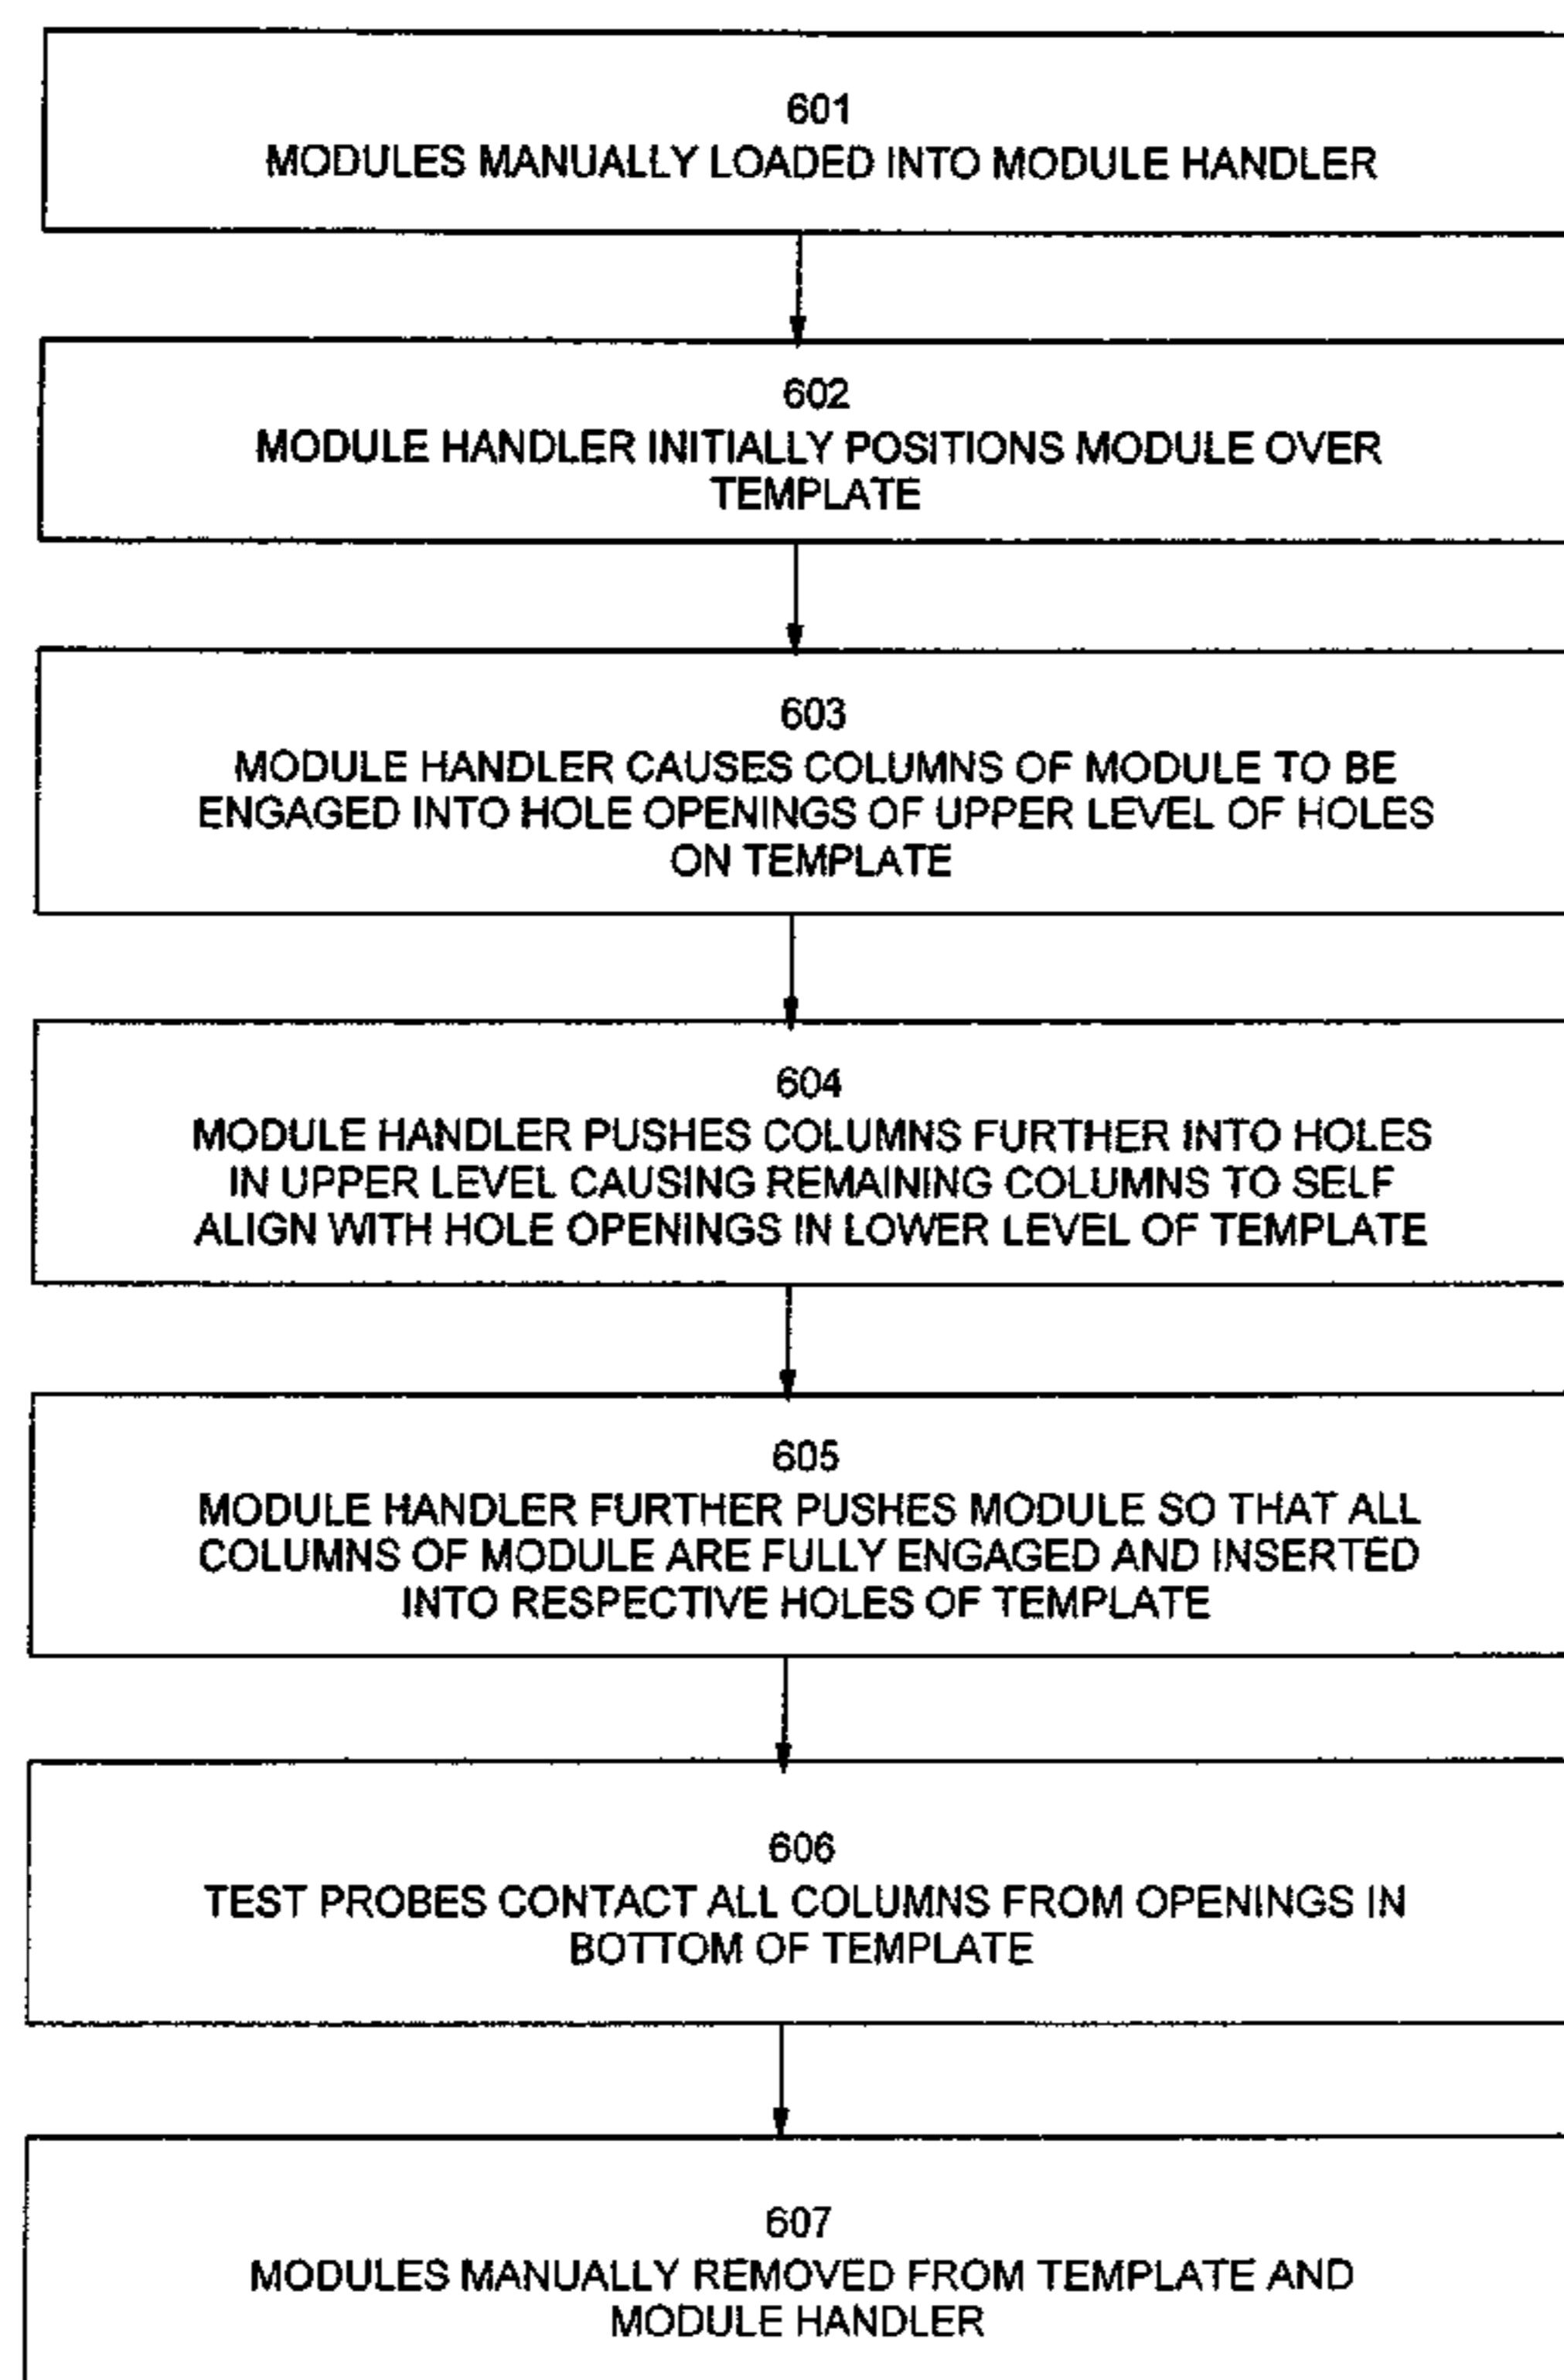 601
MODULES MANUALLY LOADED INTO MODULE HANDLER
602
MODULE HANDLER INITIALLY POSITIONS MODULE OVER
TEMPLATE
603
MODULE HANDLER CAUSES COLUMNS OF MODULE TO BE
ENGAGED INTO HOLE OPENINGS OF UPPER LEVEL OF HOLES
ON TEMPLATE
604
MODULE HANDLER PUSHES COLUMNS FURTHER INTO HOLES
IN UPPER LEVEL CAUSING REMAINING COLUMNS TO SELF
ALIGN WITH HOLE OPENINGS IN LOWER LEVEL OF TEMPLATE
605
MODULE HANDLER FURTHER PUSHES MODULE SO THAT ALL
COLUMNS OF MODULE ARE FULLY ENGAGED AND INSERTED
INTO RESPECTIVE HOLES OF TEMPLATE
606
TEST PROBES CONTACT ALL COLUMNS FROM OPENINGS IN
BOTTOM OF TEMPLATE
607
MODULES MANUALLY REMOVED FROM TEMPLATE AND
MODULE HANDLER